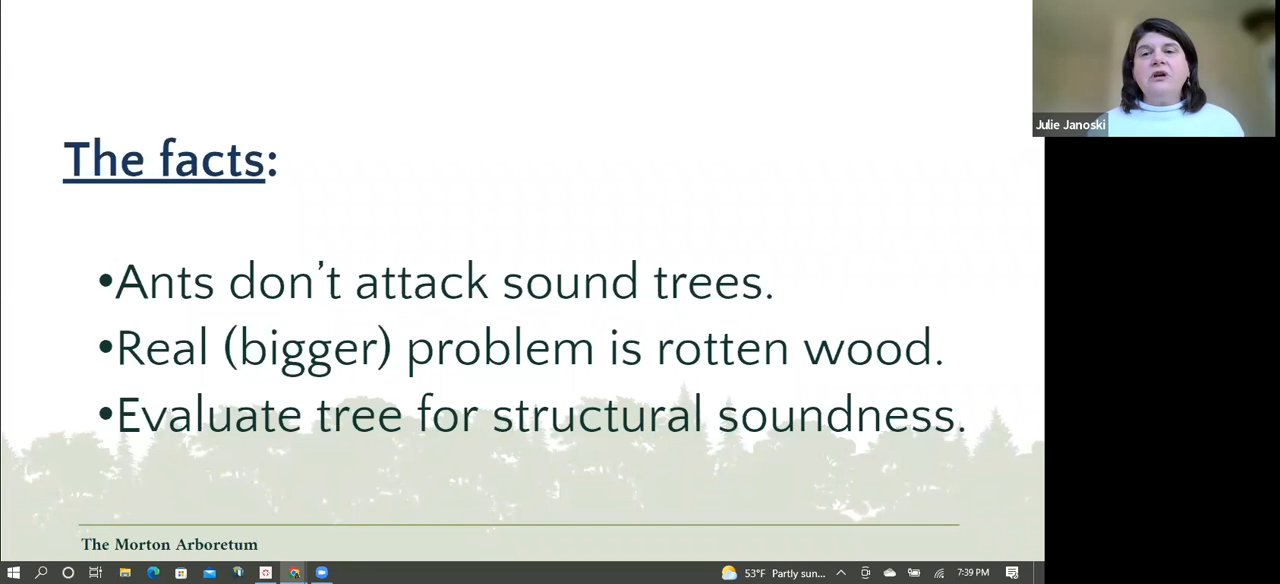 The facts:
•Ants don’t attack sound trees.
•Real (bigger) problem is rotten wood.
•Evaluate tree for structural soundness.
The Morton Arboretum
Julie Janoski
53°F Partly sun...
7:39 PM